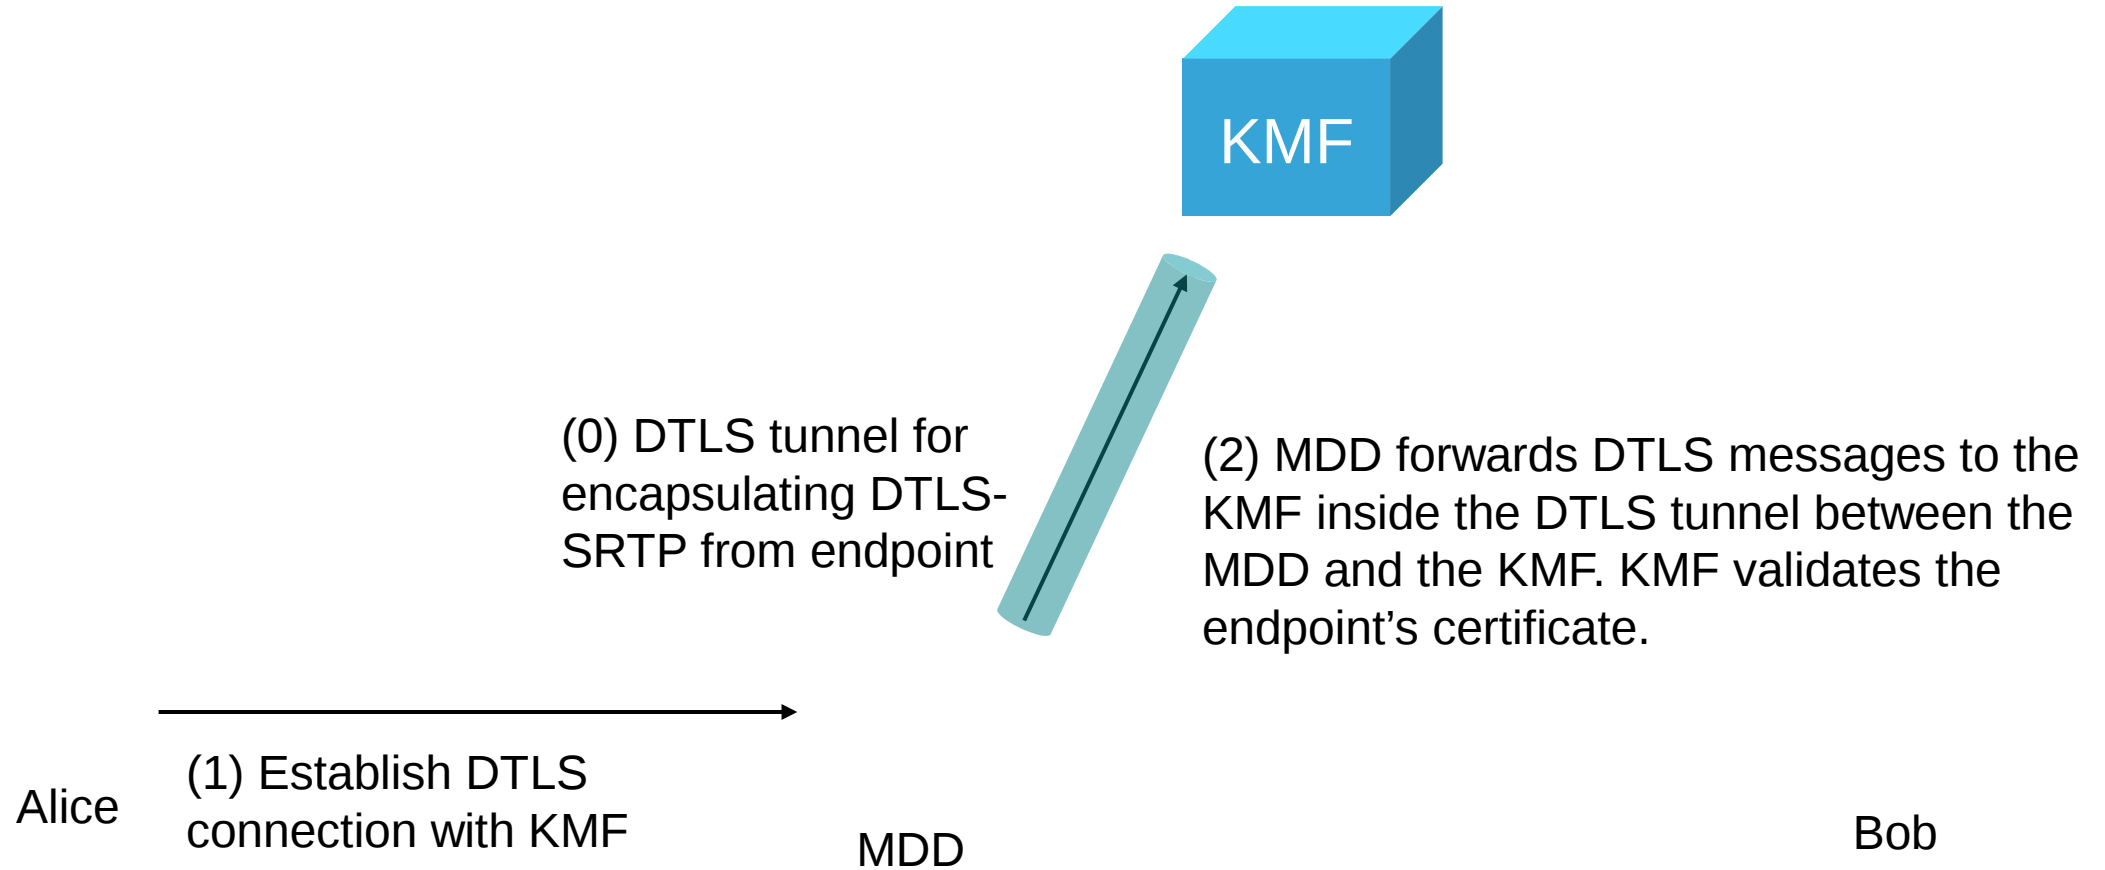 KMF
(0) DTLS tunnel for
encapsulating DTLS-
SRTP from endpoint
(2) MDD forwards DTLS messages to the
KMF inside the DTLS tunnel between the
MDD and the KMF. KMF validates the
endpoint’s certificate.
(1) Establish DTLS
connection with KMF
Alice
MDD
Bob